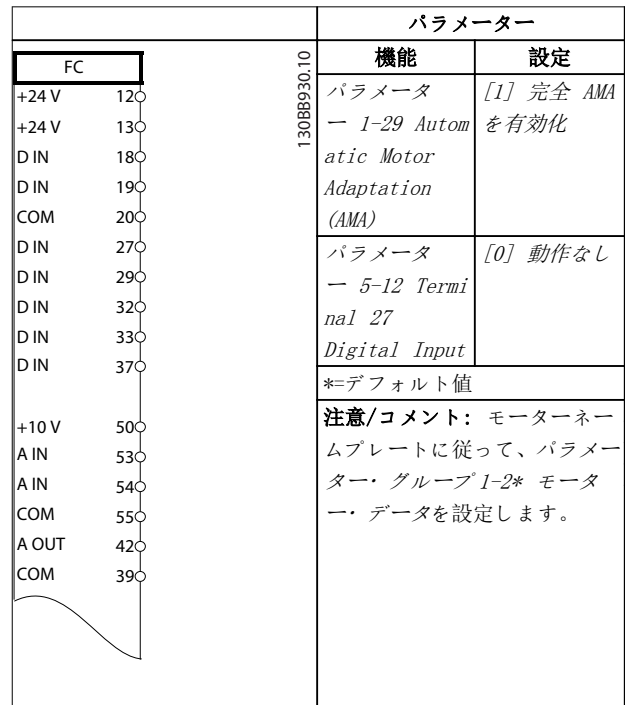 FC
+24 V 12
+24 V 13
D IN 18
D IN 19
COM 20
D IN 27
D IN 29
D IN 32
D IN 33
D IN 37
+10 V 50
A IN 53
A IN 54
COM 55
A OUT 42
COM 39
130BB930.10
パラメーター
機能 設定
パラメータ
ー 1-29 Autom
atic Motor
Adaptation
(AMA)
[1] 完全 AMA
を有効化
パラメータ
ー 5-12 Termi
nal 27
Digital Input
[0] 動作なし
*=デフォルト値
注意/コメント: モーターネー
ムプレートに従って、パラメー
ター・ グループ 1-2* モータ
ー・ データを設定します。